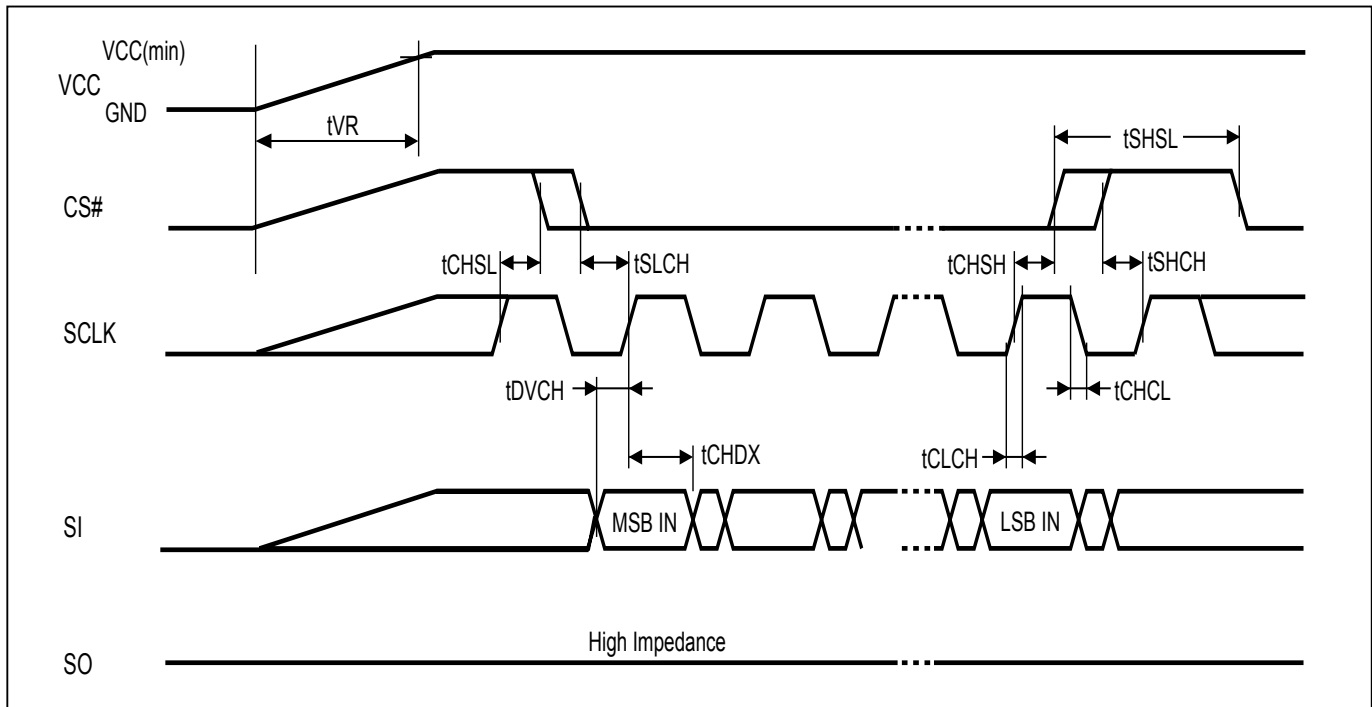 VCC(min)
VCC
GND
tVR
tSHSL
CS#
tCHSL
tSLCH
tCHSH
tSHCH
SCLK
tDVCH
tCHCL
tCHDX
tCLCH
SI
MSB IN
LSB IN
High Impedance
SO